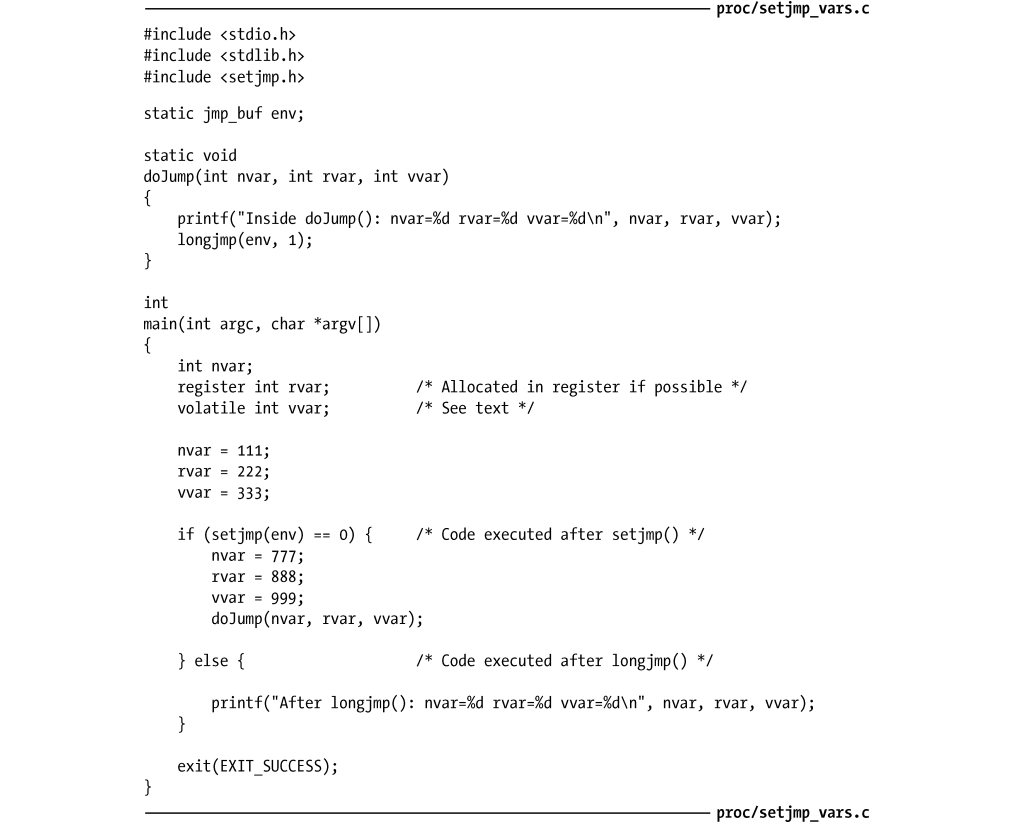 proc/setjmp_vars.c
#include <stdio.h>
#include <stdlib.h>
#include <setjmp.h>
static jmp_buf env;
static void
doJump(int nvar, int rvar, int vvar)
{
    printf("Inside doJump(): nvar=%d rvar=%d vvar=%d\n", nvar, rvar, vvar);
    longjmp(env, 1);
}
int
main(int argc, char *argv[])
{
    int nvar;
    register int rvar;          /* Allocated in register if possible */
    volatile int vvar;          /* See text */
    nvar = 111;
    rvar = 222;
    vvar = 333;
    if (setjmp(env) == 0) {     /* Code executed after setjmp() */
        nvar = 777;
        rvar = 888;
        vvar = 999;
        doJump(nvar, rvar, vvar);
    } else {                    /* Code executed after longjmp() */
        printf("After longjmp(): nvar=%d rvar=%d vvar=%d\n", nvar, rvar, vvar);
    }
    exit(EXIT_SUCCESS);
}
proc/setjmp_vars.c